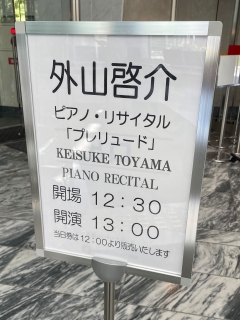 外山啓介
ピアノ・リサイタル
「プレリュード」
KEISUKE TOYAMA
PIANO RECITAL
開場 12:30
開演 13:00
当日券は12:00より販売いたします